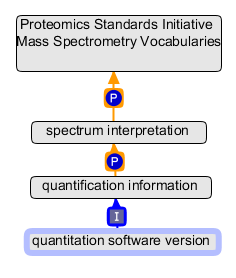 Proteomics Standards Initiative
Mass Spectrometry Vocabularies
P
spectrum interpretation
P
quantification information
I
quantitation software version